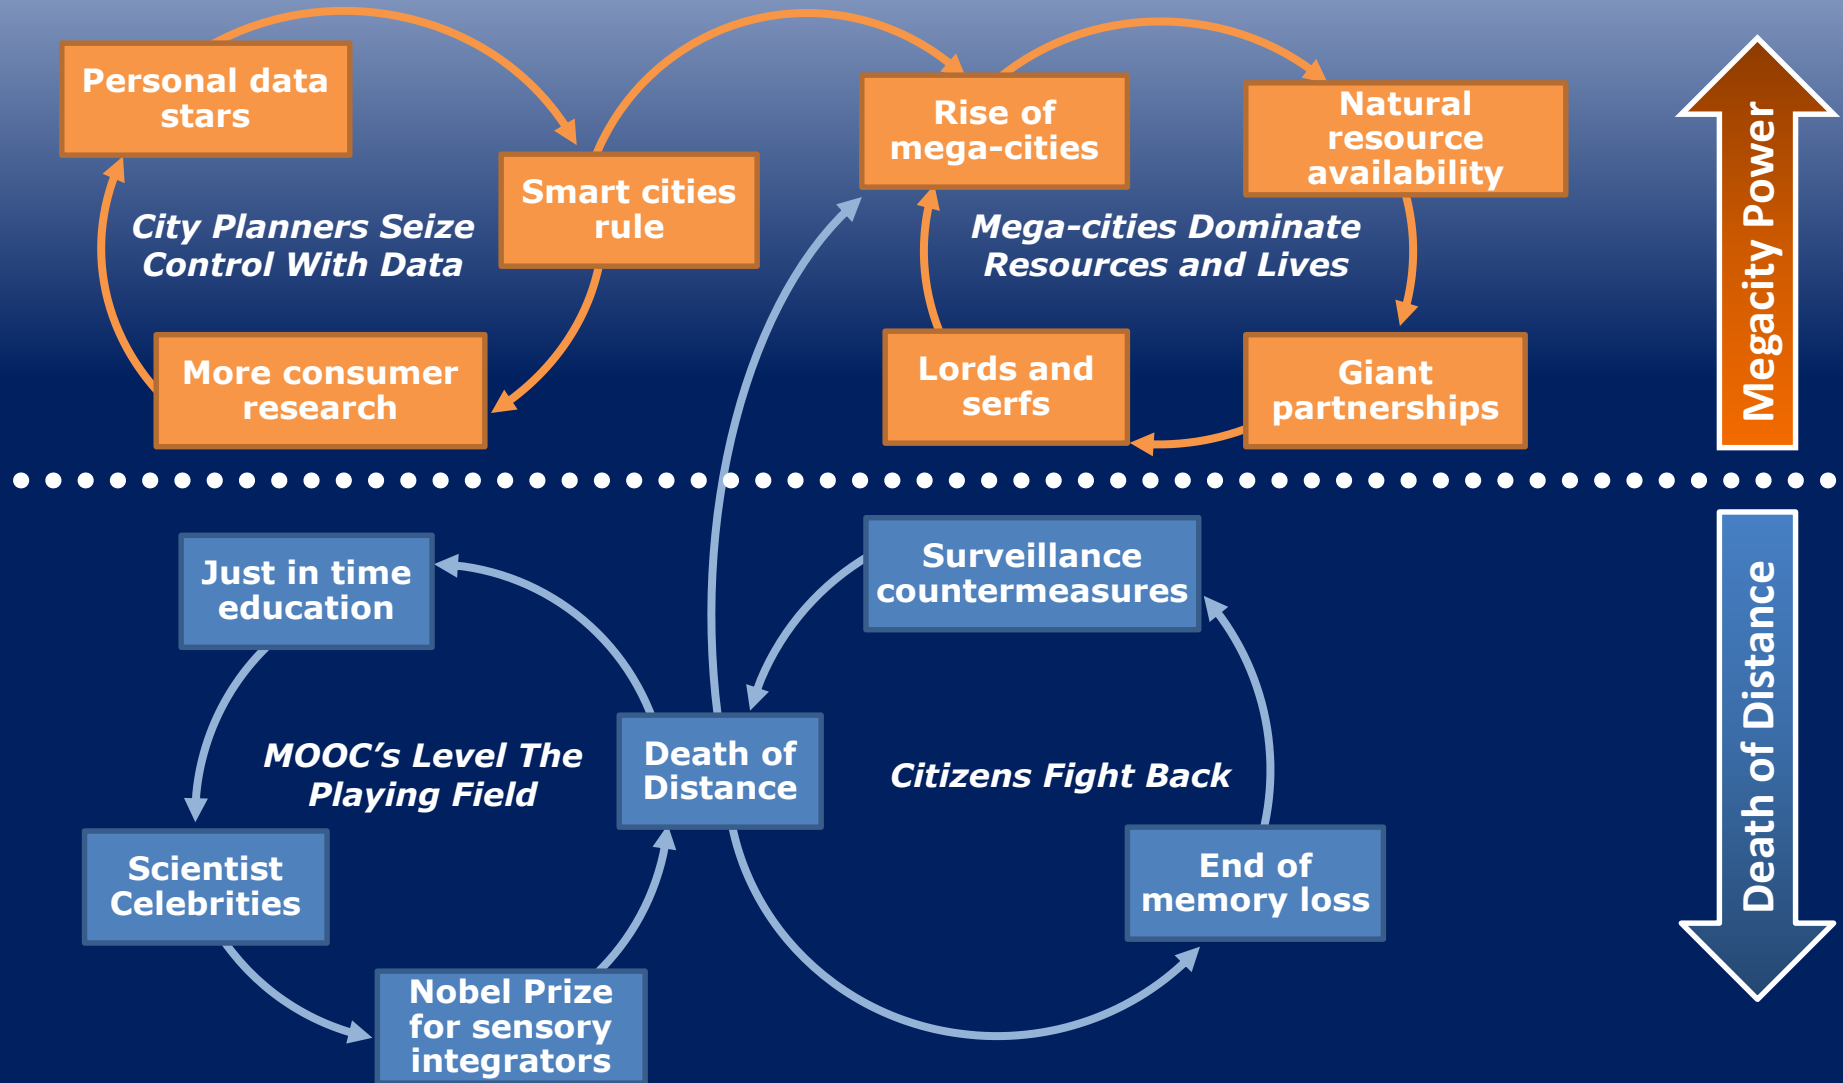 Personal data
stars
Smart cities
rule
More consumer
research
City Planners Seize
Control With Data
Rise of
mega-cities
Natural
resource
availability
Mega-cities Dominate
Resources and Lives
Lords and
serfs
Giant
partnerships
Megacity Power
Just in time
education
Surveillance
countermeasures
MOOC’s Level The
Playing Field
Death of
Distance
Citizens Fight Back
Scientist
Celebrities
End of
memory loss
Nobel Prize
for sensory
integrators
Death of Distance